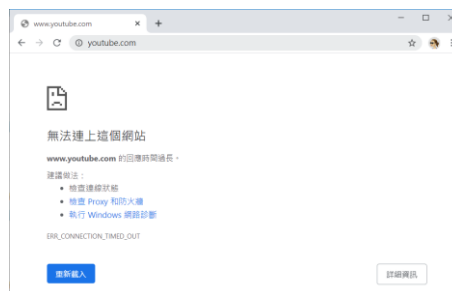 www.youtube.com
youtube.com
無法連上這個網站
www.youtube.com 的回應時間過長。
建議做法：
檢查連線狀態
檢查 Proxy 和防火牆
執行 Windows 網路診斷
ERR_CONNECTION_TIMED_OUT
重新載入
詳細資訊